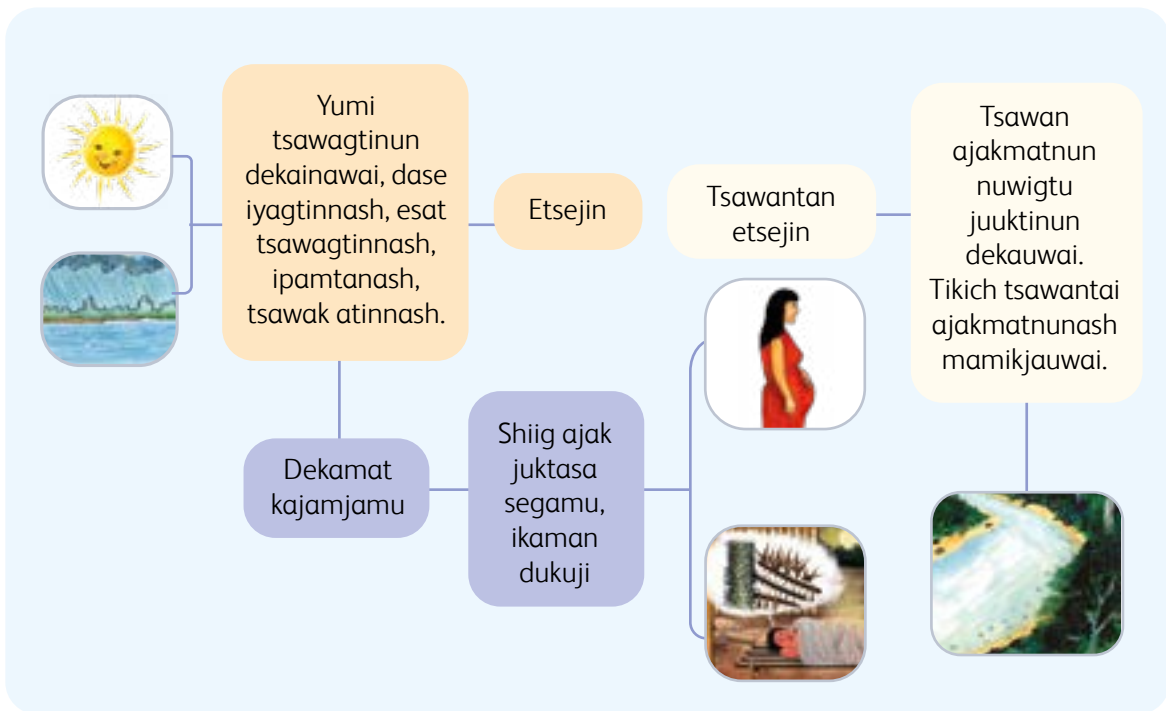 Yumi
tsawagtinun
dekainawai, dase
iyagtinnash, esat
tsawagtinnash,
ipamtanash,
tsawak atinnash.
Etsejin
Tsawantan
etsejin
Tsawan
ajakmatnun
nuwigtu
juuktinun
dekauwai.
Tikich tsawantai
ajakmatnunash
mamikjauwai.
Dekamat
kajamjamu
Shiig ajak
juktasa
segamu,
ikaman
dukuji